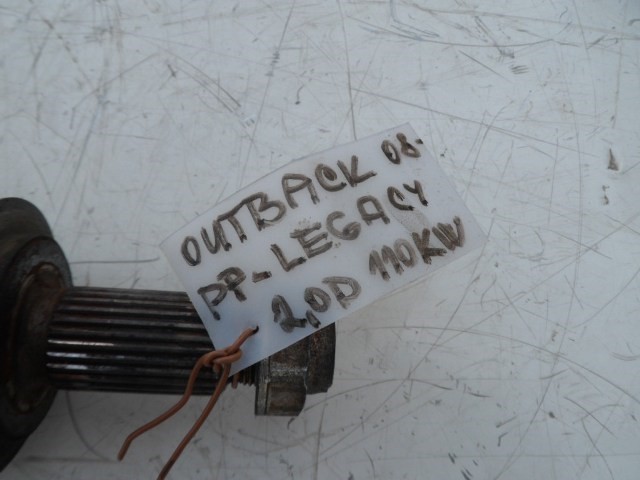 OUTBACK 08.
PP-LEGACY
2,0D 110KW